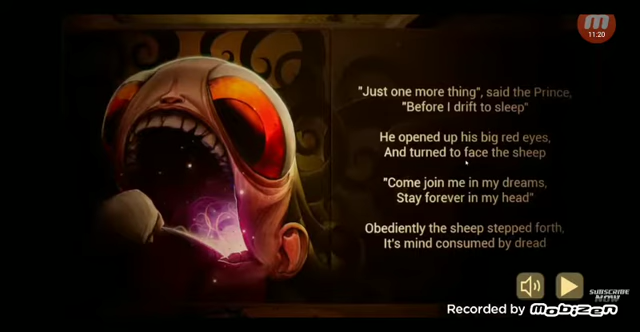 11:20
"Just one more thing", said the Prince,
"Before I drift to sleep"
He opened up his big red eyes,
And turned to face the sheep
"Come join me in my dreams,
Stay forever in my head"
Obediently the sheep stepped forth,
It's mind consumed by dread
SUBSCRIBE
NOW
Recorded by Mobizen